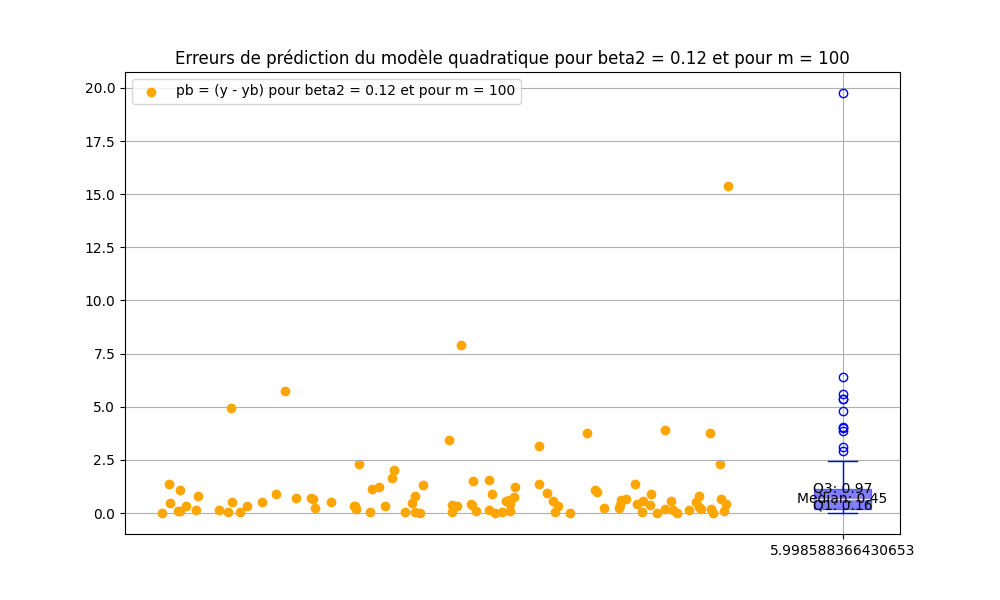 Erreurs de prédiction du modèle quadratique pour beta2 = 0.12 et pour m = 100
pb = (y - yb) pour beta2 = 0.12 et pour m = 100
20.0
17.5
15.0
12.5
10.0
7.5
5.0
2.5
0.0
Q3: 0.97
Median: 0.45
Q1: 0.16
5.998588366430653